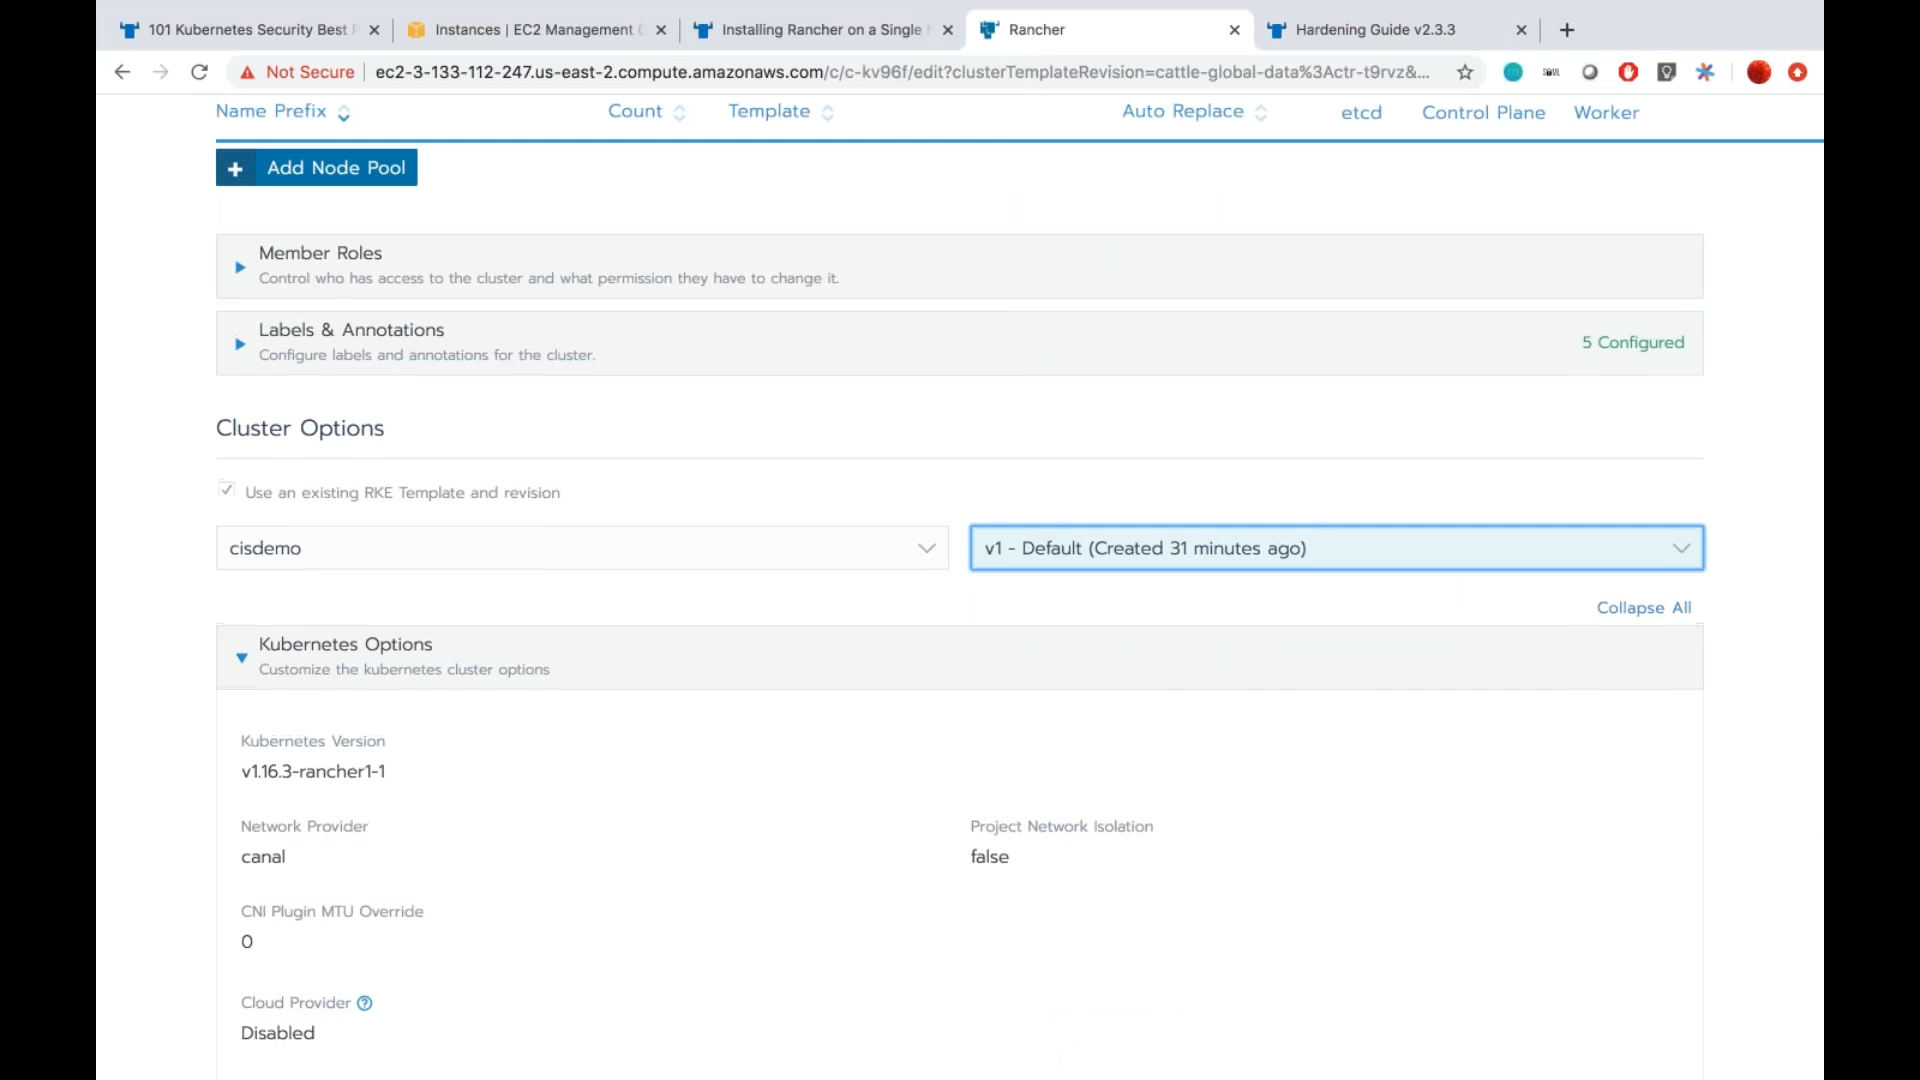 101 Kubernetes Security Best P
Instances | EC2 Management C
Installing Rancher on a Single N
Rancher
Hardening Guide v2.3.3
Not Secure
ec2-3-133-112-247.us-east-2.compute.amazonaws.com/c/c-kv96f/edit?clusterTemplateRevision=cattle-global-data%3Actr-t9rvz&...
Name Prefix
Count
Template
Auto Replace
etcd
Control Plane
Worker
+ Add Node Pool
Member Roles
Control who has access to the cluster and what permission they have to change it.
Labels & Annotations
Configure labels and annotations for the cluster.
5 Configured
Cluster Options
Use an existing RKE Template and revision
cisdemo
v1 - Default (Created 31 minutes ago)
Collapse All
Kubernetes Options
Customize the kubernetes cluster options
Kubernetes Version
v1.16.3-rancher1-1
Network Provider
canal
Project Network Isolation
false
CNI Plugin MTU Override
0
Cloud Provider
Disabled